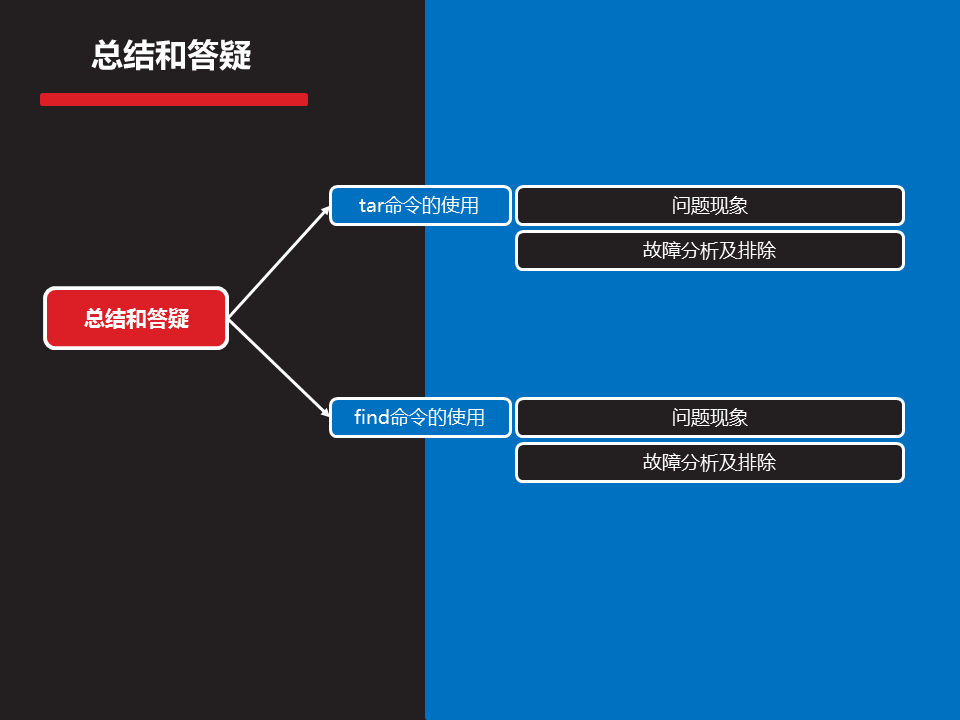 总结和答疑
tar命令的使用
问题现象
故障分析及排除
总结和答疑
find命令的使用
问题现象
故障分析及排除